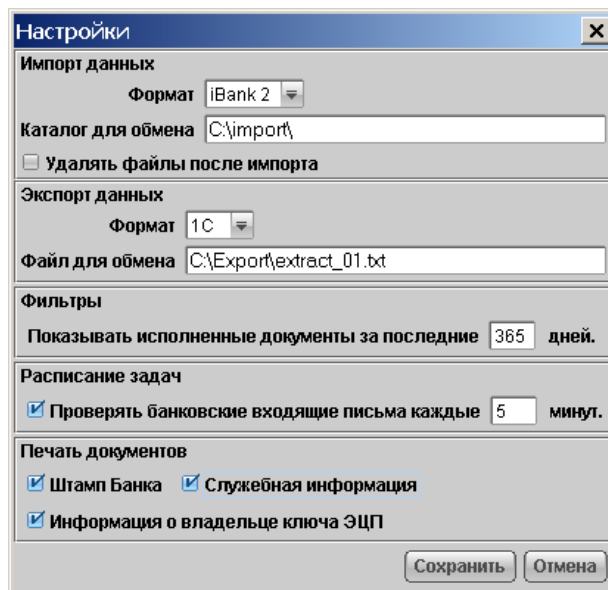 Настройки
Импорт данных
Формат iBank 2
Каталог для обмена C:\import\
Удалять файлы после импорта
Экспорт данных
Формат 1C
Файл для обмена C:\Export\extract_01.txt
Фильтры
Показывать исполненные документы за последние 365 дней.
Расписание задач
Проверять банковские входящие письма каждые 5 минут.
Печать документов
Штамп Банка Служебная информация
Информация о владельце ключа ЭЦП
Сохранить Отмена